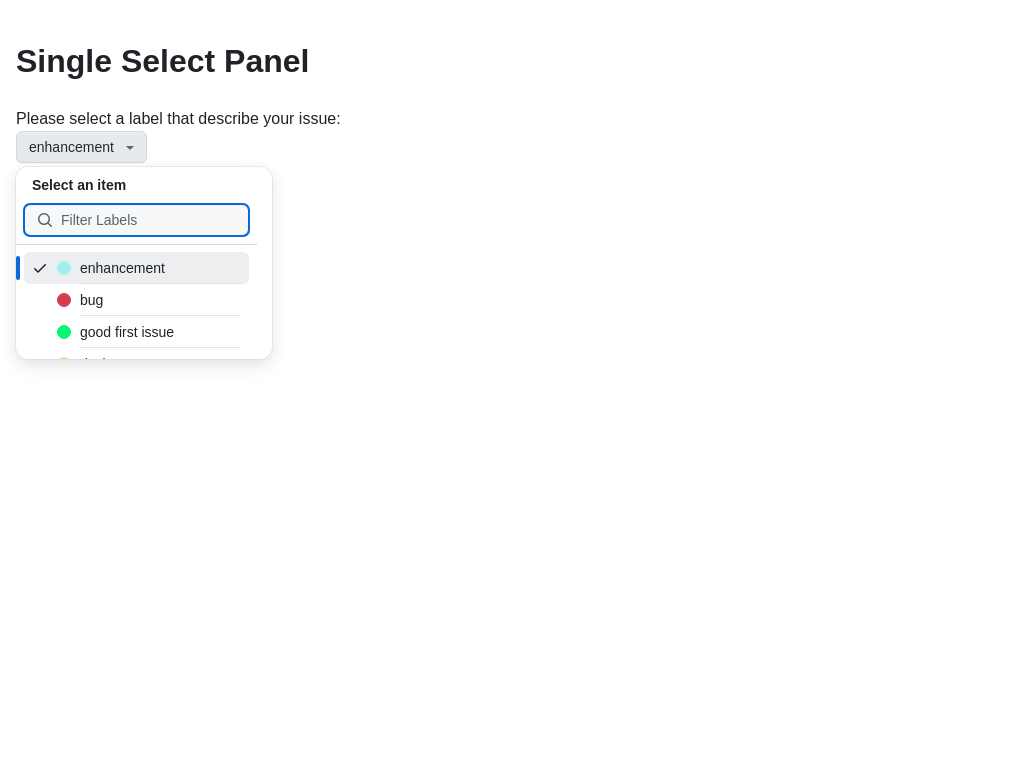 Single Select Panel
Please select a label that describe your issue:
enhancement
Select an item
Filter Labels
enhancement
bug
good first issue